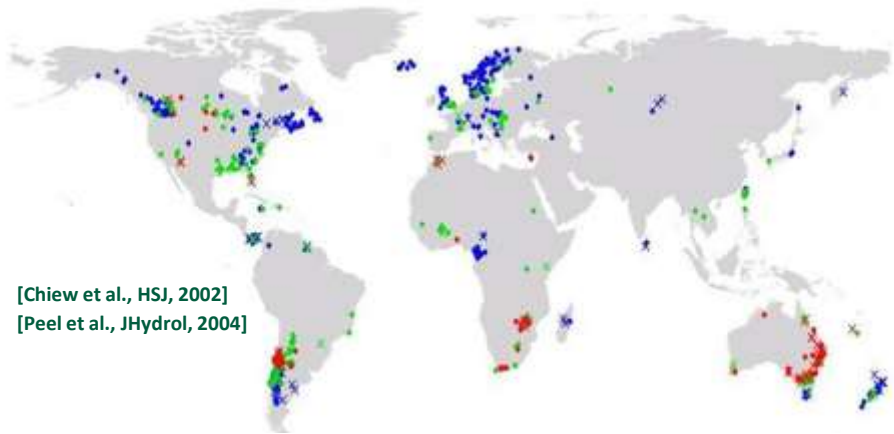 [Chiew et al., HSJ, 2002]
[Peel et al., JHydrol, 2004]